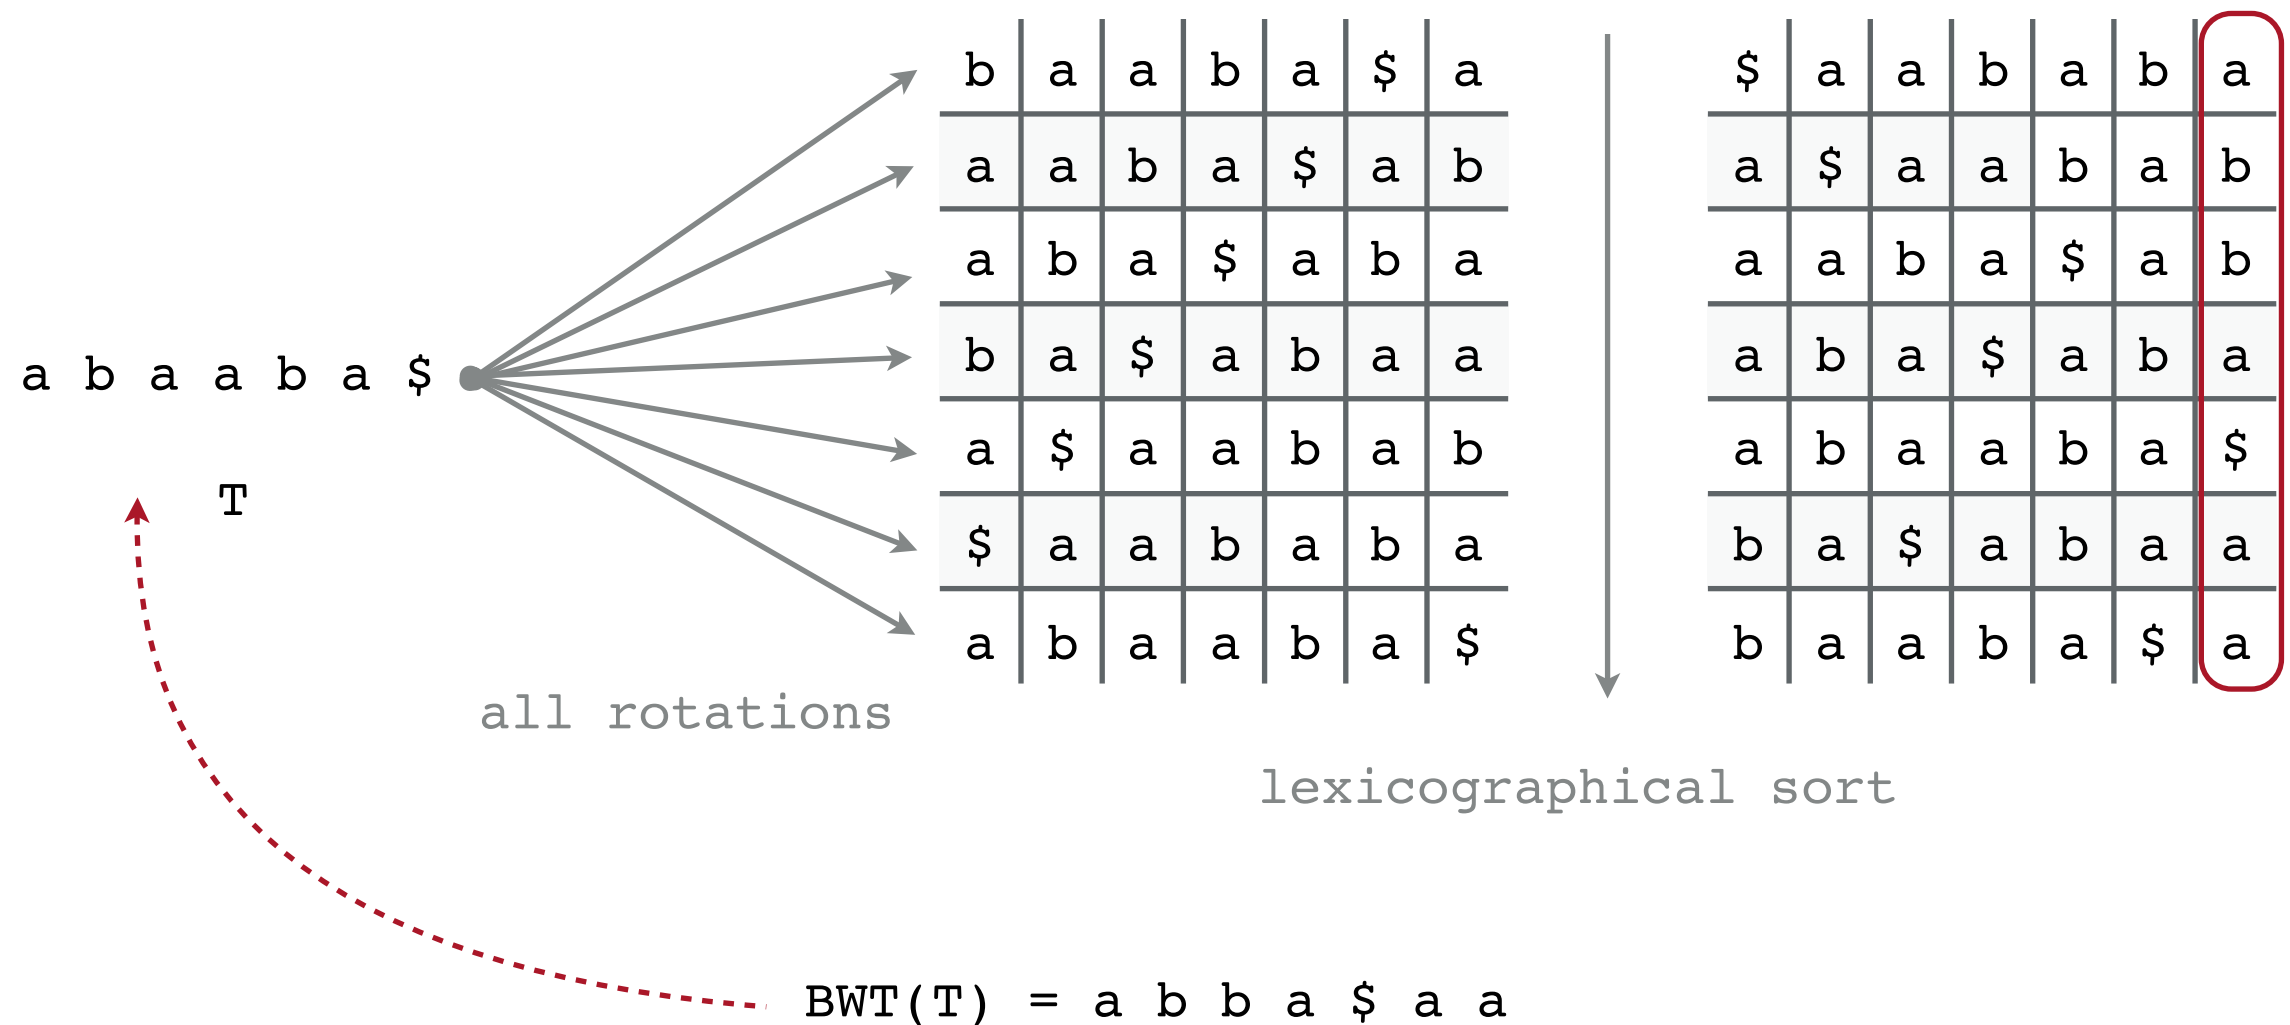 b a a b a $ a
a a b a $ a b
a b a $ a b a
b a $ a b a a
a $ a a b a b
$ a a b a b a
a b a a b a $
$ a a b a b a
a $ a a b a b
a a b a $ a b
a b a $ a b a
a b a a b a $
b a $ a b a a
b a a b a $ a
a b a a b a $
T
all rotations
lexicographical sort
BWT(T) = a b b a $ a a